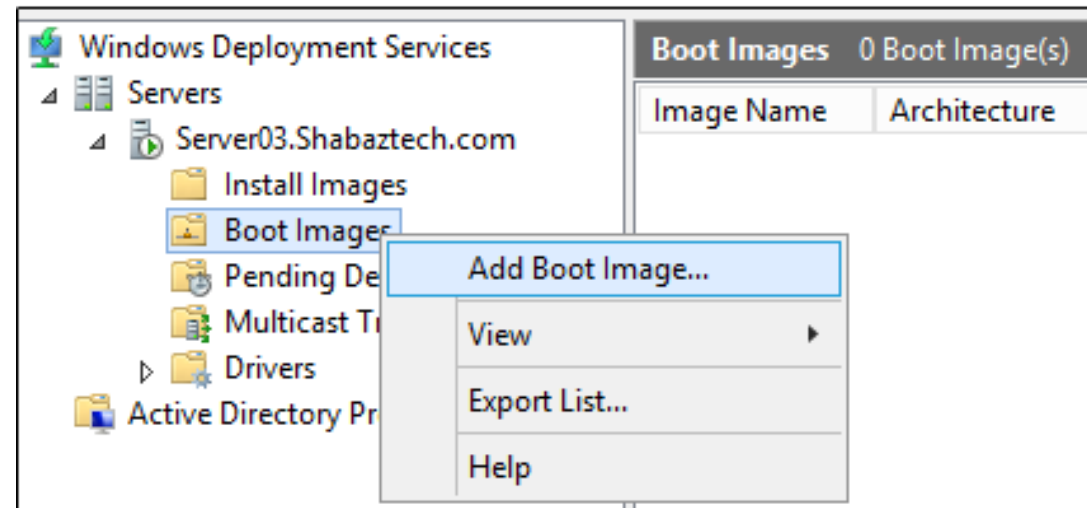 Windows Deployment Services
Servers
Server03.Shabaztech.com
Install Images
Boot Images
Pending De
Multicast Tr
Drivers
Active Directory Pr
Boot Images 0 Boot Image(s)
Image Name Architecture
Add Boot Image...
View
Export List...
Help